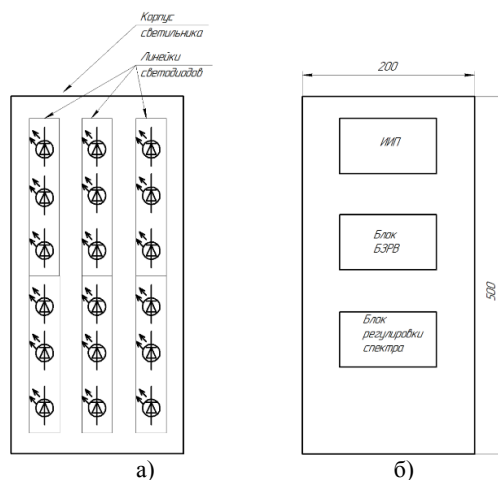 Корпус
светильника
Линейки
светодиодов
200
ИИП
Блок
БЗРВ
Блок
регулировки
спектра
500
а)
б)